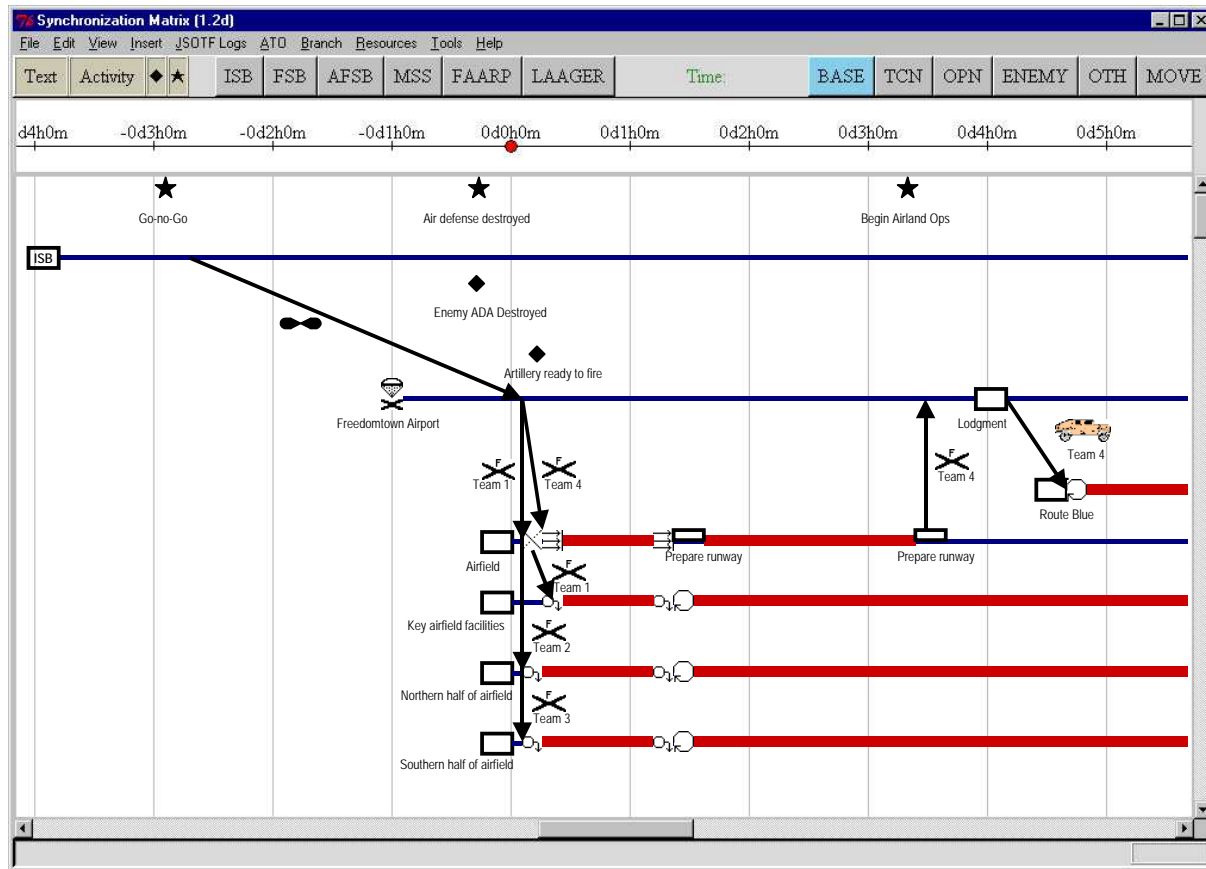 Synchronization Matrix (1.2d)
File Edit View Insert JSOTF Logs ATO Branch Resources Tools Help
Text Activity ISB FSB AFSB MSS FAARP LAAGER Time: BASE TCN OPN ENEMY OTH MOVE
d4h0m -0d3h0m -0d2h0m -0d1h0m 0d0h0m 0d1h0m 0d2h0m 0d3h0m 0d4h0m 0d5h0m
Go-no-Go Air defense destroyed Begin Airland Ops
ISB
Enemy ADA Destroyed
Artillery ready to fire
Freedomtown Airport Lodgment
Team 4
F F F
Team 1 Team 4 Team 4
Route Blue
Airfield Prepare runway Prepare runway
F
Team 1
Key airfield facilities
F
Team 2
Northern half of airfield
F
Team 3
Southern half of airfield